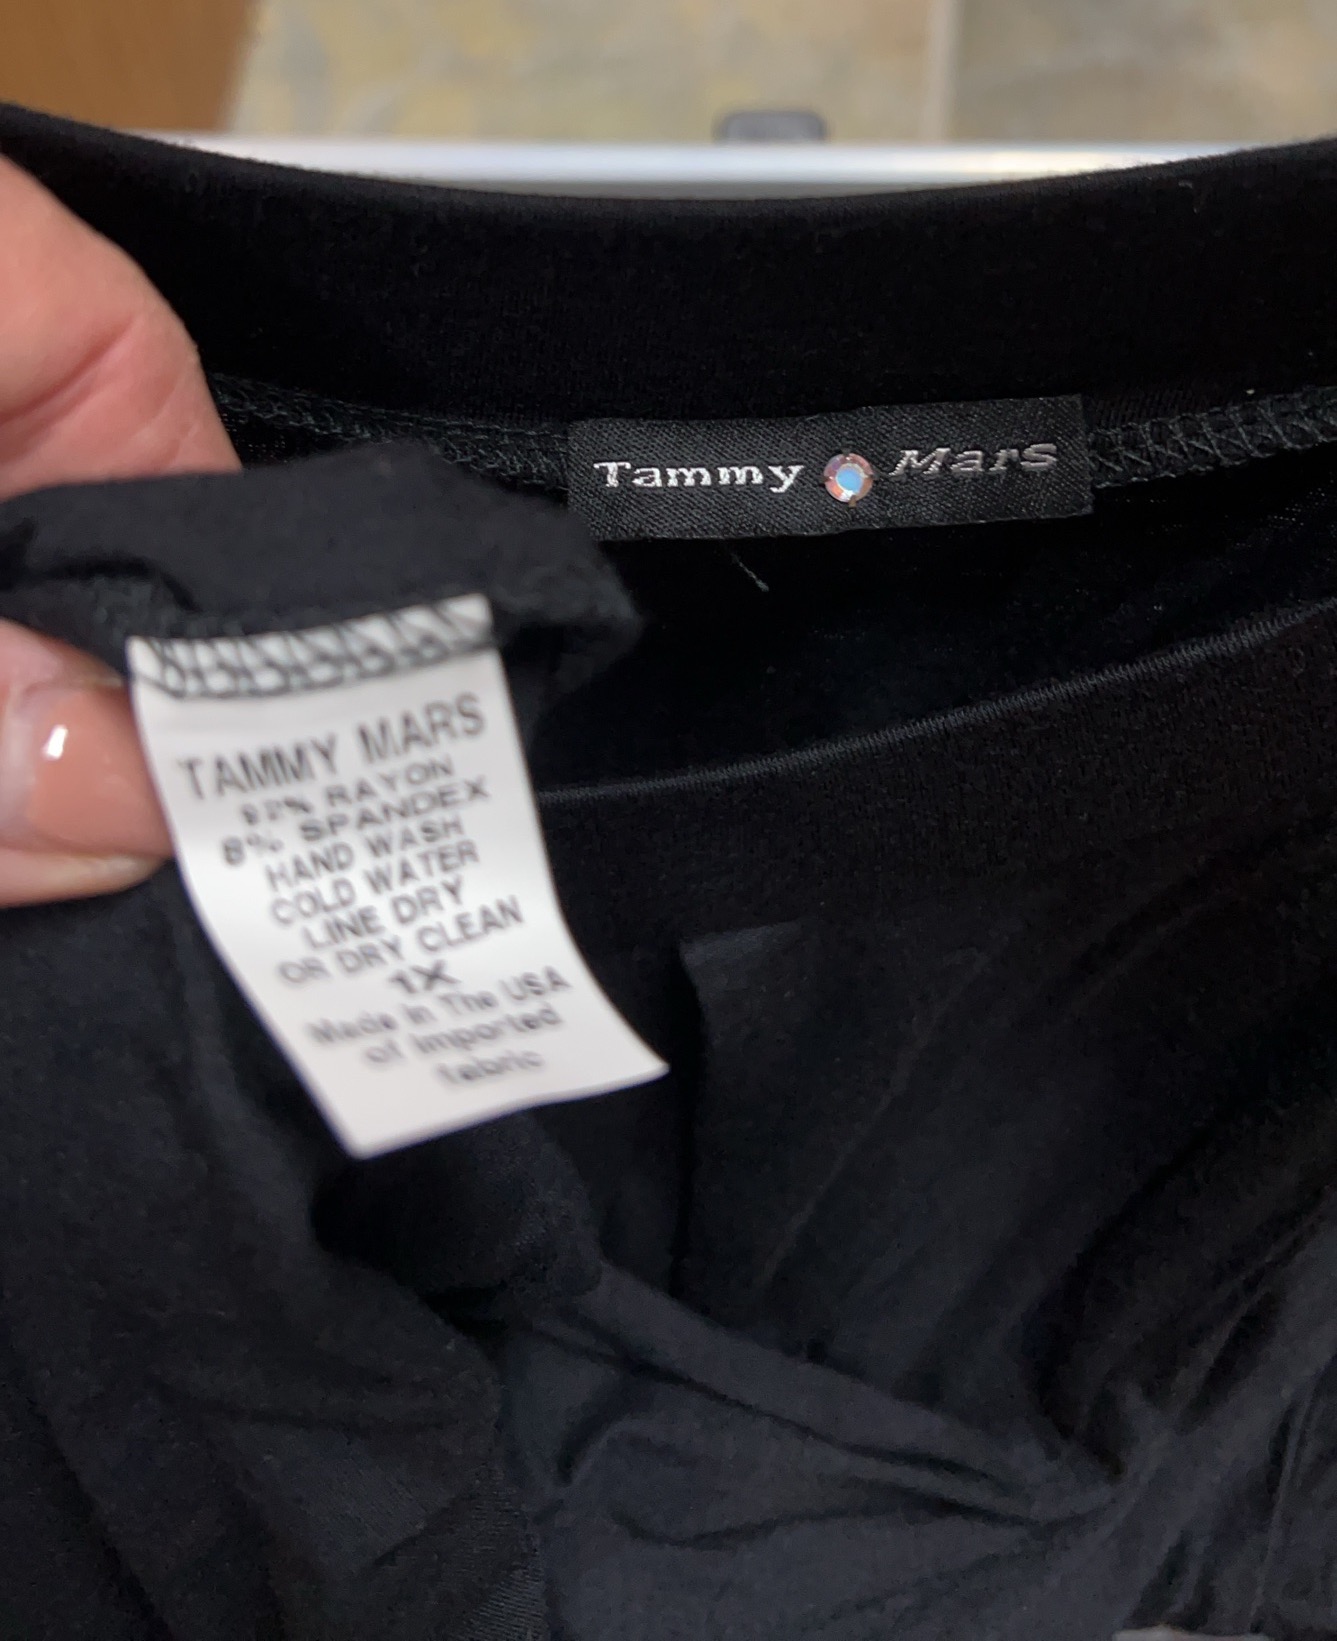 Tammy Mars
TAMMY MARS
92% RAYON
8% SPANDEX
HAND WASH
COLD WATER
LINE DRY
OR DRY CLEAN
1X
Made In The USA
of Imported
fabric